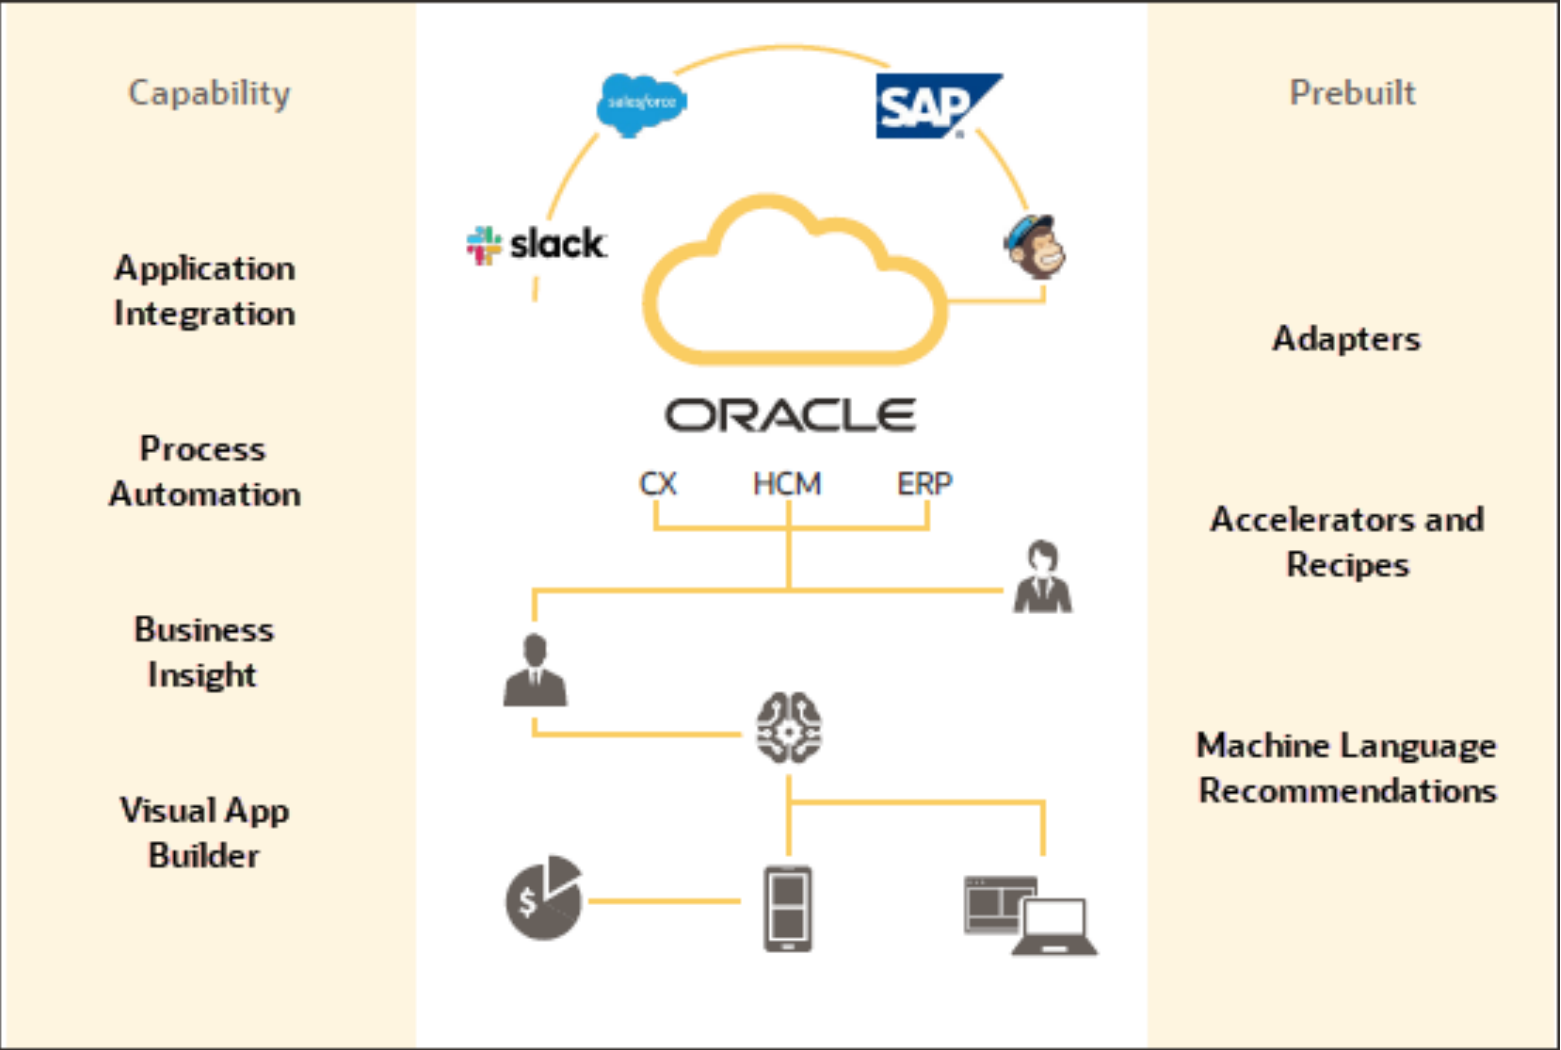 Capability
Application
Integration
Process
Automation
Business
Insight
Visual App
Builder
salesforce
SAP
®
slack
ORACLE
CX HCM ERP
$
Prebuilt
Adapters
Accelerators and
Recipes
Machine Language
Recommendations